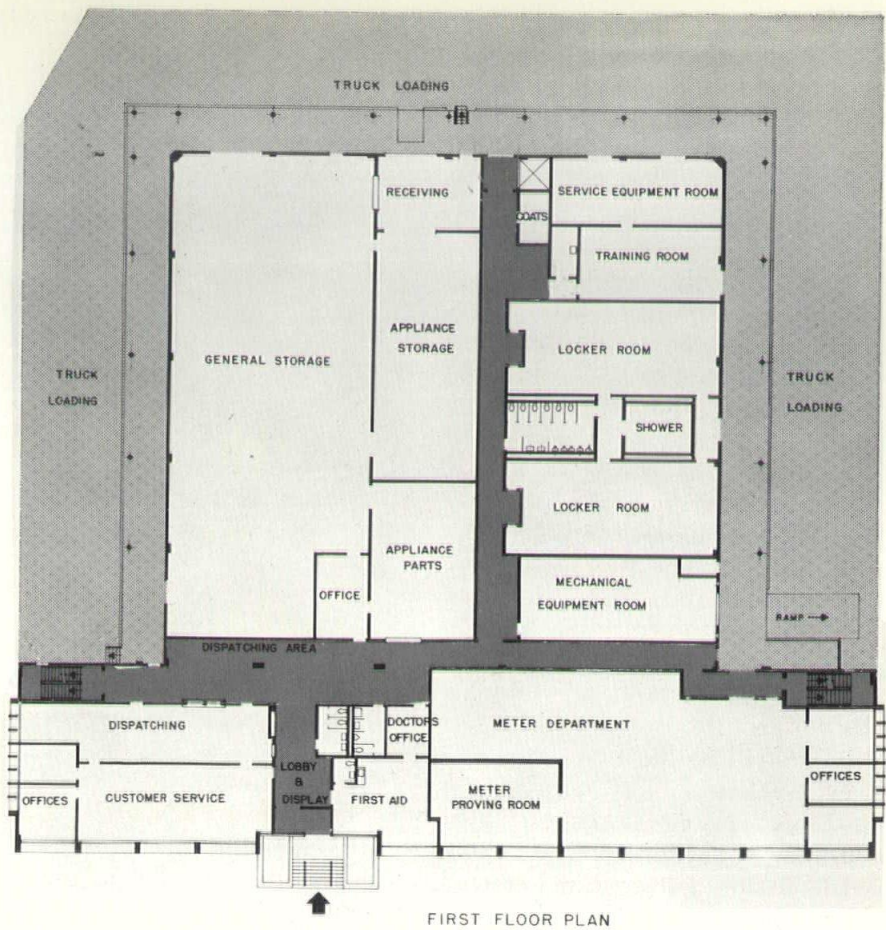 TRUCK LOADING
RECEIVING
SERVICE EQUIPMENT ROOM
COATS
TRAINING ROOM
APPLIANCE
STORAGE
LOCKER ROOM
GENERAL STORAGE
TRUCK
LOADING
TRUCK
LOADING
SHOWER
LOCKER ROOM
APPLIANCE
PARTS
OFFICE
MECHANICAL
EQUIPMENT ROOM
RAMP
DISPATCHING AREA
DISPATCHING
DOCTORS
OFFICE
METER DEPARTMENT
LOBBY
&
DISPLAY
OFFICES
CUSTOMER SERVICE
FIRST AID
METER
PROVING ROOM
OFFICES
FIRST FLOOR PLAN